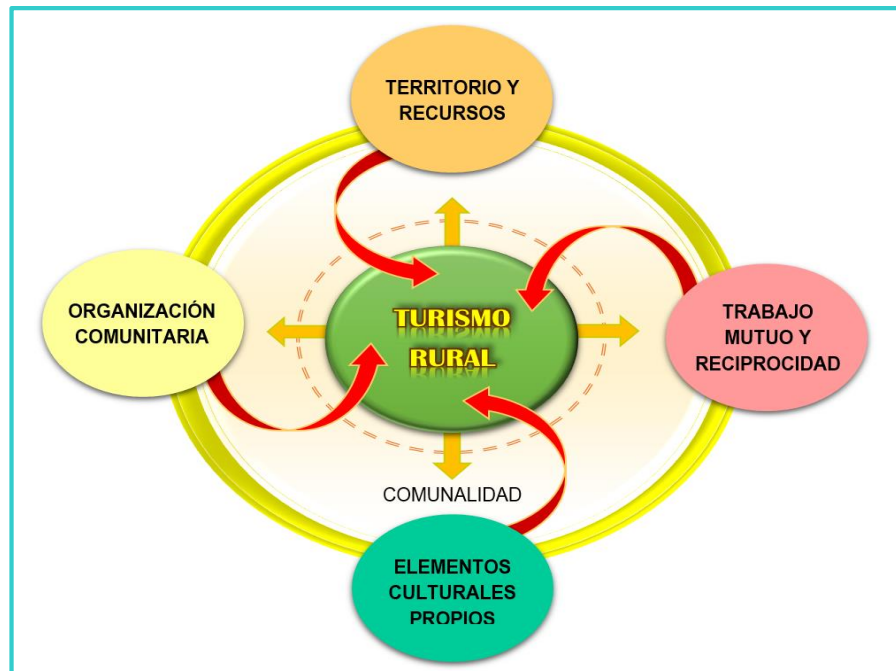 TERRITORIO Y
RECURSOS
ORGANIZACIÓN
COMUNITARIA
TURISMO
RURAL
TRABAJO
MUTUO Y
RECIPROCIDAD
COMUNALIDAD
ELEMENTOS
CULTURALES
PROPIOS